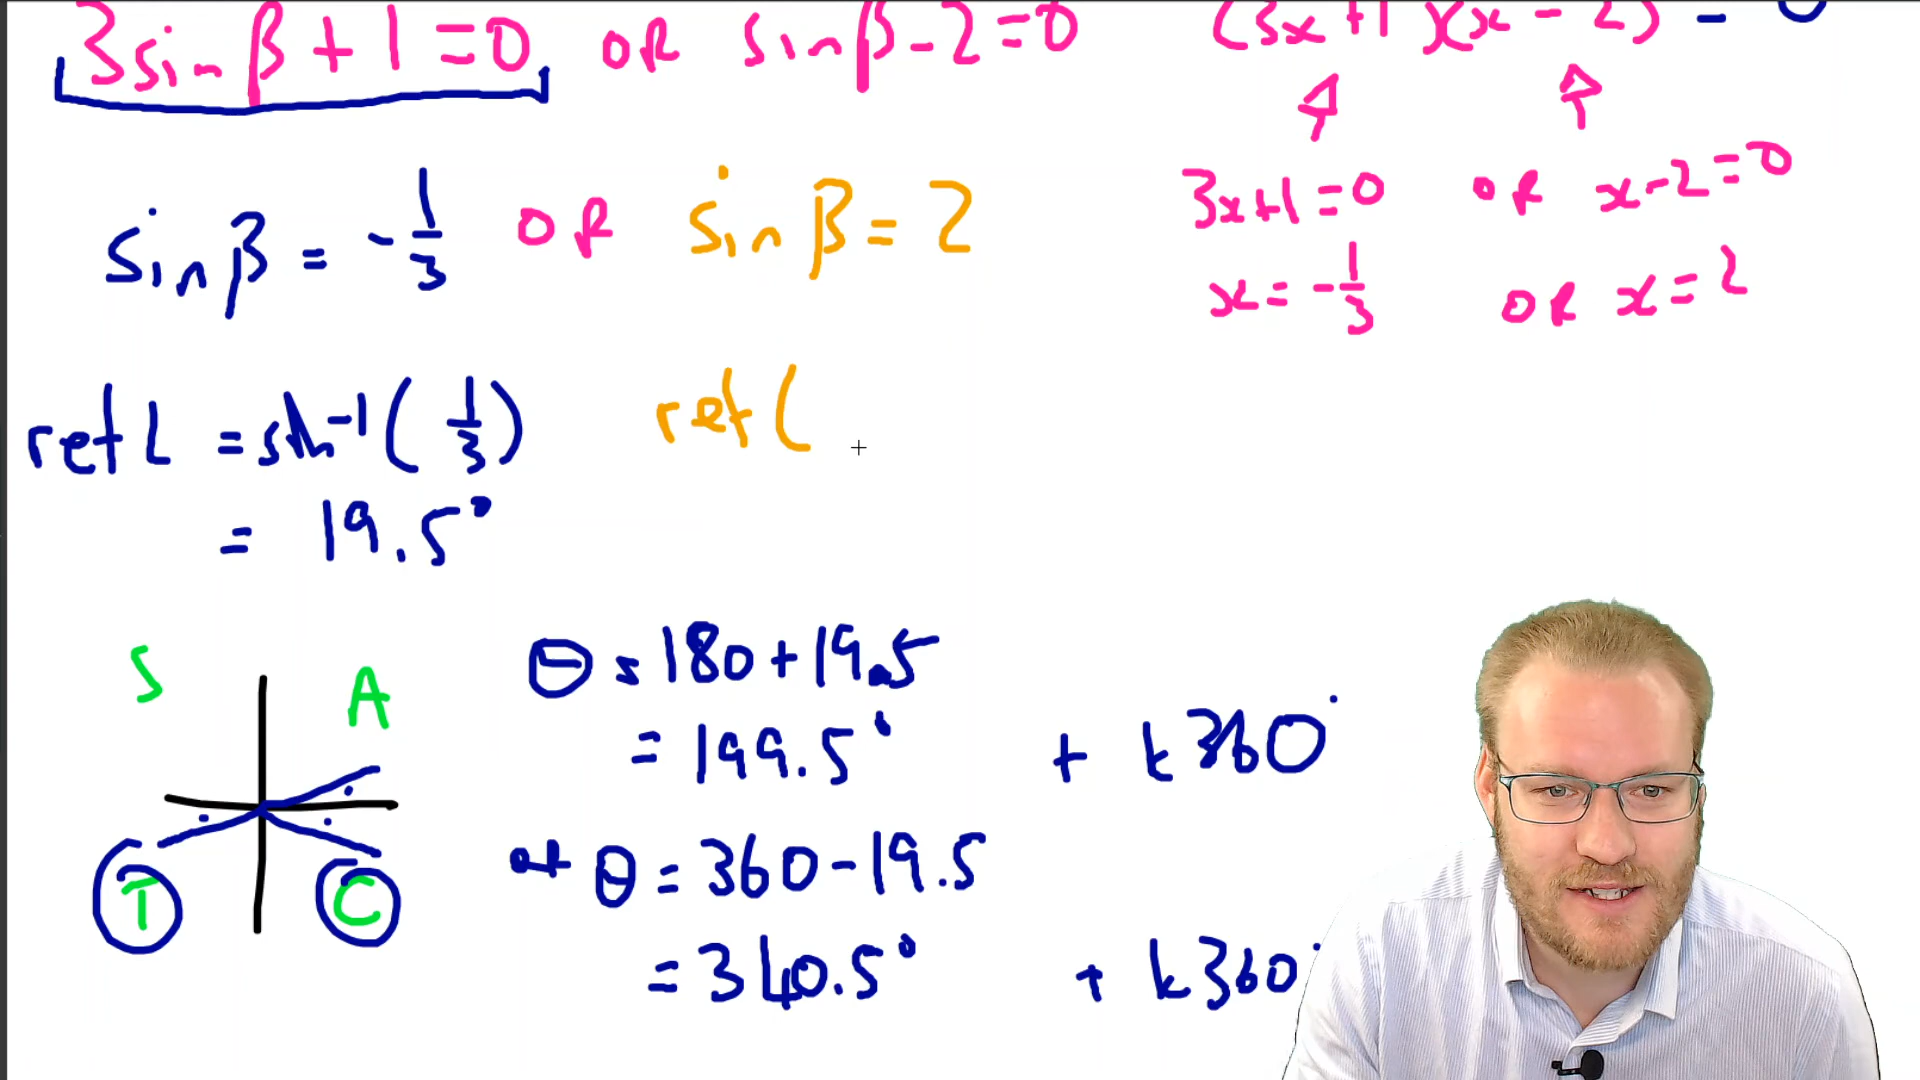 3sinβ+1=0 OR sinβ-2=0
(3x+1)(x-2)=0
3x+1=0 OR x-2=0
x=-1/3 OR x=2
sinβ = -1/3 OR sinβ = 2
ref∠ = sin⁻¹(1/3)
= 19.5°
ref∠
S A
T C
θ = 180+19.5
= 199.5° + k360°
or θ = 360-19.5
= 340.5° + k360°